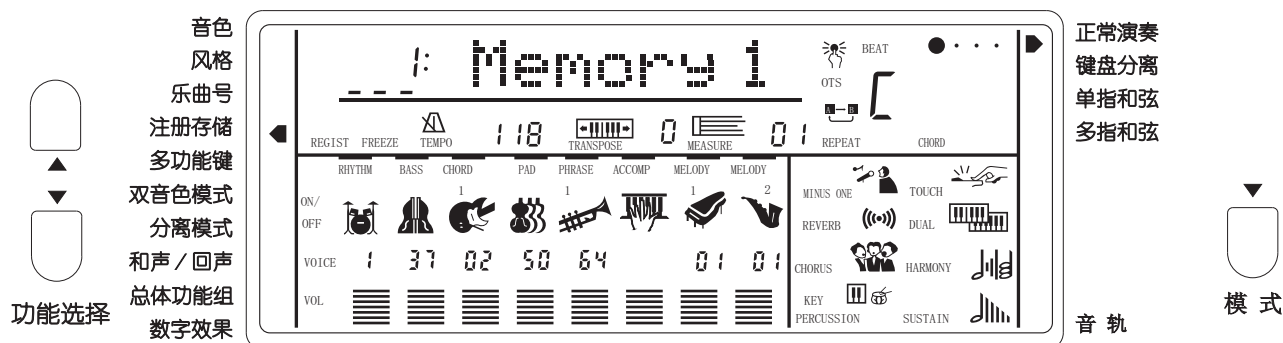 音色
风格
乐曲号
注册存储
多功能键
双音色模式
分离模式
和声／回声
总体功能组
数字效果
功能选择
1: Memory 1
BEAT
OTS
C
A B
REGIST FREEZE TEMPO 118 TRANSPOSE 0 MEASURE 01 REPEAT CHORD
RHYTHM BASS CHORD PAD PHRASE ACCOMP MELODY MELODY
1 1 1 2
ON/
OFF
VOICE 1 37 02 50 64 01 01
VOL
MINUS ONE TOUCH
REVERB DUAL
CHORUS HARMONY
KEY
PERCUSSION SUSTAIN
正常演奏
键盘分离
单指和弦
多指和弦
音 轨
模 式